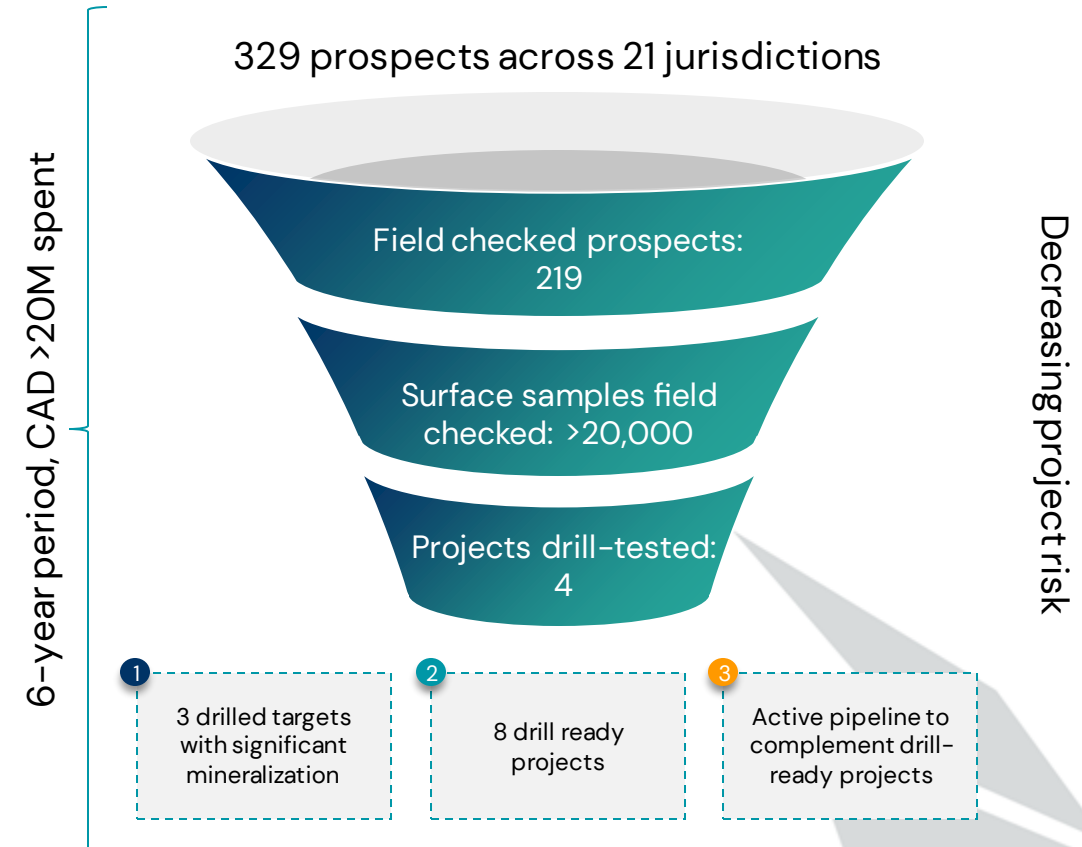 329 prospects across 21 jurisdictions
6-year period, CAD >20M spent
Field checked prospects:
219
Surface samples field
checked: >20,000
Projects drill-tested:
4
Decreasing project risk
1
3 drilled targets
with significant
mineralization
2
8 drill ready
projects
3
Active pipeline to
complement drill-
ready projects